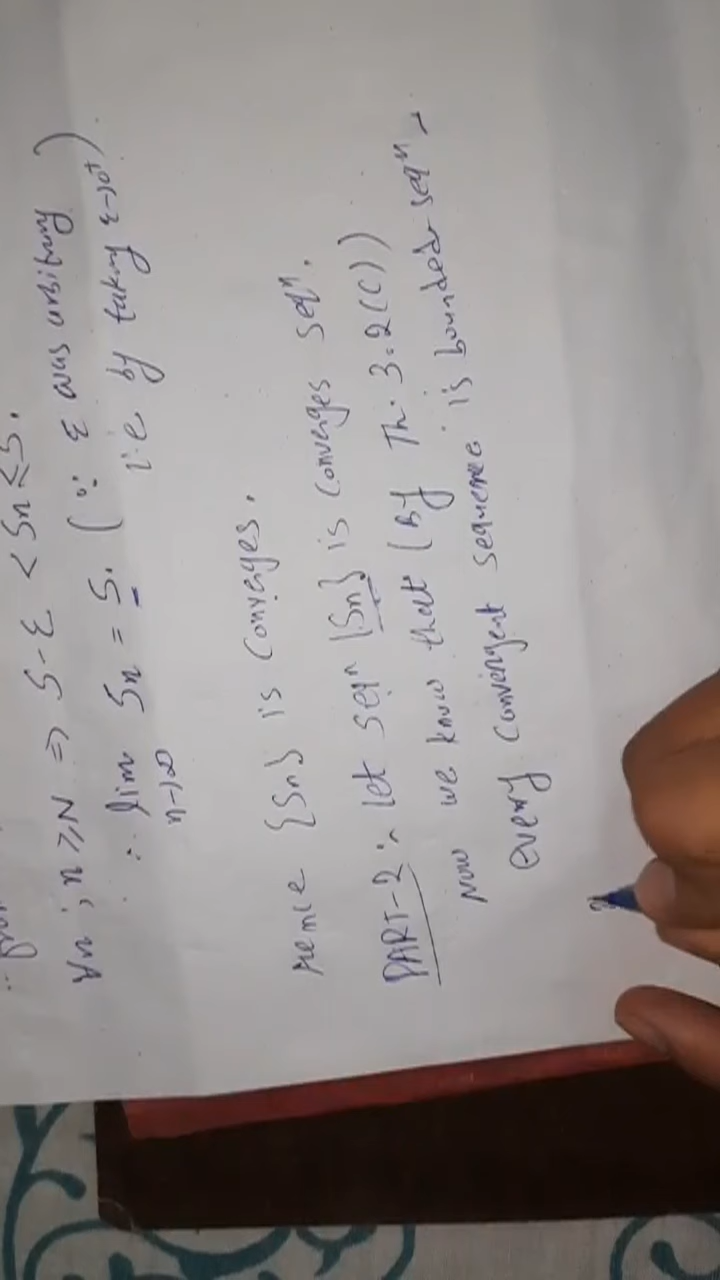 ∀n ; n ≥ N ⇒ S-ε < Sn ≤ S.
∴ lim Sn = S. (∵ ε was arbitrary
n→∞ i.e by taking ε→0⁺).
Hence {Sn} is converges.
PART-2 : Let seqⁿ {Sn} is converges seqⁿ.
Now we know that (By Th. 3.2(c))
every convergent sequence is bounded seqⁿ